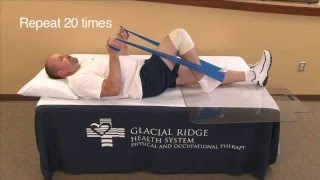 Repeat 20 times
GLACIAL RIDGE
HEALTH SYSTEM
PHYSICAL AND OCCUPATIONAL THERAPY